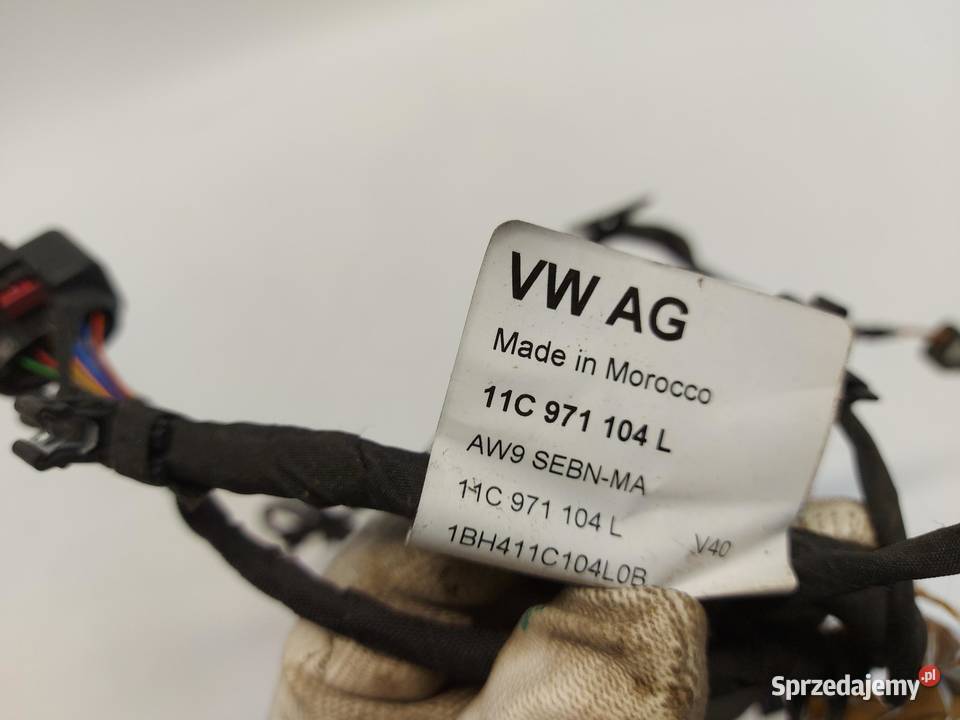 VW AG
Made in Morocco
11C 971 104 L
AW9 SEBN-MA
11C 971 104 L V40
1BH411C104L0B
Sprzedajemy.pl